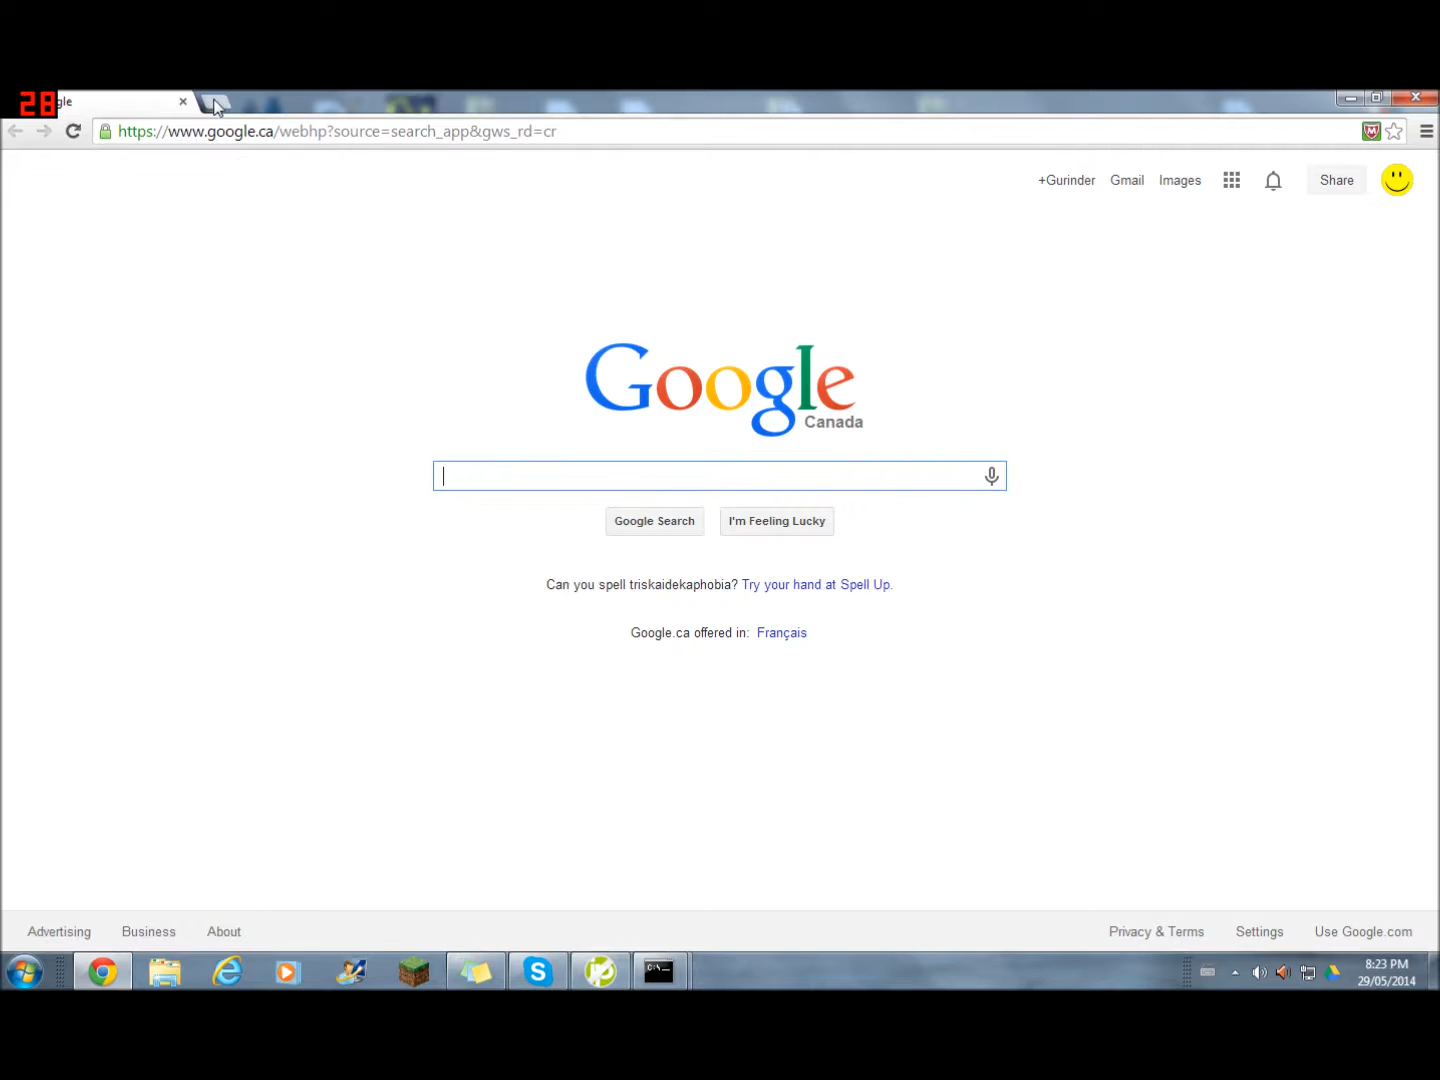 28
gle
https://www.google.ca/webhp?source=search_app&gws_rd=cr
+Gurinder Gmail Images Share
Google
Canada
Google Search I'm Feeling Lucky
Can you spell triskaidekaphobia? Try your hand at Spell Up.
Google.ca offered in: Français
Advertising Business About Privacy & Terms Settings Use Google.com
C:\_
8:23 PM
29/05/2014